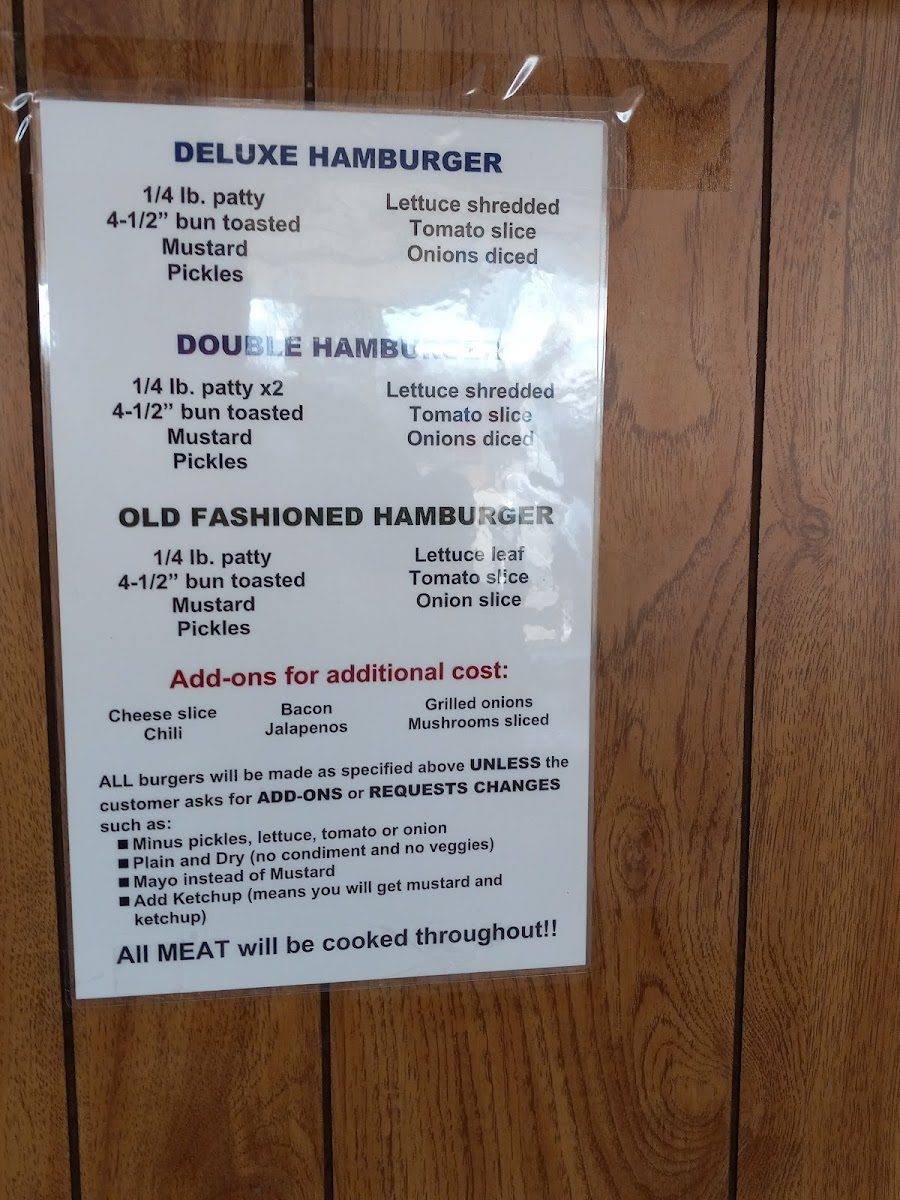 DELUXE HAMBURGER
1/4 lb. patty
4-1/2” bun toasted
Mustard
Pickles
Lettuce shredded
Tomato slice
Onions diced
DOUBLE HAMBURGER
1/4 lb. patty x2
4-1/2” bun toasted
Mustard
Pickles
Lettuce shredded
Tomato slice
Onions diced
OLD FASHIONED HAMBURGER
1/4 lb. patty
4-1/2” bun toasted
Mustard
Pickles
Lettuce leaf
Tomato slice
Onion slice
Add-ons for additional cost:
Cheese slice
Chili
Bacon
Jalapenos
Grilled onions
Mushrooms sliced
ALL burgers will be made as specified above UNLESS the
customer asks for ADD-ONS or REQUESTS CHANGES
such as:
■ Minus pickles, lettuce, tomato or onion
■ Plain and Dry (no condiment and no veggies)
■ Mayo instead of Mustard
■ Add Ketchup (means you will get mustard and
ketchup)
All MEAT will be cooked throughout!!